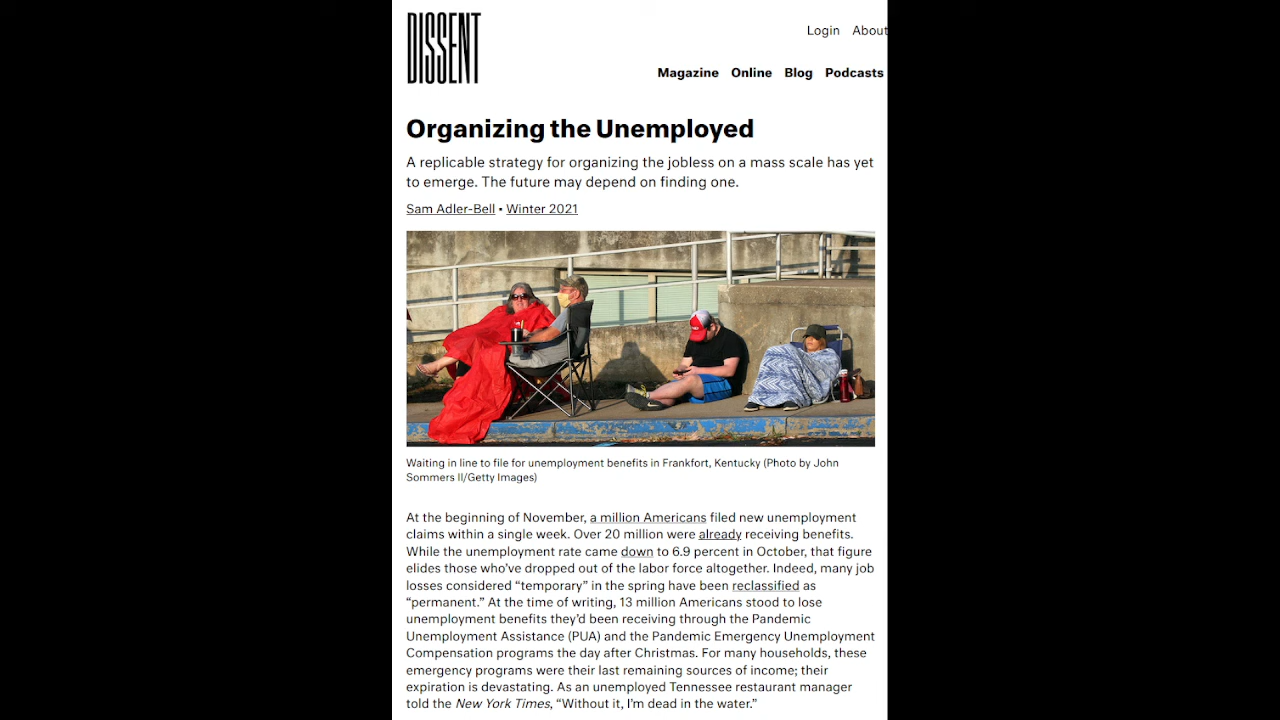 DISSENT
Login About
Magazine Online Blog Podcasts
Organizing the Unemployed
A replicable strategy for organizing the jobless on a mass scale has yet
to emerge. The future may depend on finding one.
Sam Adler-Bell • Winter 2021
Waiting in line to file for unemployment benefits in Frankfort, Kentucky (Photo by John
Sommers II/Getty Images)
At the beginning of November, a million Americans filed new unemployment
claims within a single week. Over 20 million were already receiving benefits.
While the unemployment rate came down to 6.9 percent in October, that figure
elides those who’ve dropped out of the labor force altogether. Indeed, many job
losses considered “temporary” in the spring have been reclassified as
“permanent.” At the time of writing, 13 million Americans stood to lose
unemployment benefits they’d been receiving through the Pandemic
Unemployment Assistance (PUA) and the Pandemic Emergency Unemployment
Compensation programs the day after Christmas. For many households, these
emergency programs were their last remaining sources of income; their
expiration is devastating. As an unemployed Tennessee restaurant manager
told the New York Times, “Without it, I’m dead in the water.”